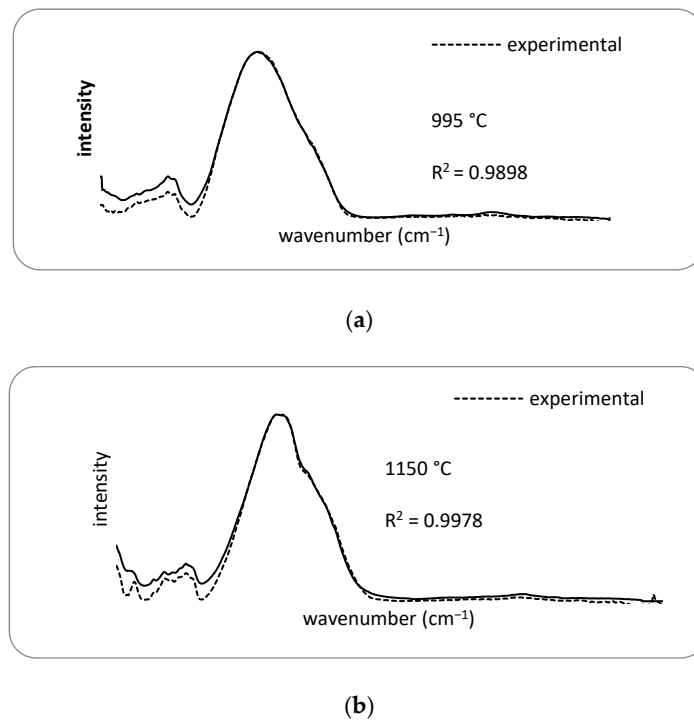 experimental
intensity
995 °C
R² = 0.9898
wavenumber (cm⁻¹)
(a)
experimental
intensity
1150 °C
R² = 0.9978
wavenumber (cm⁻¹)
(b)